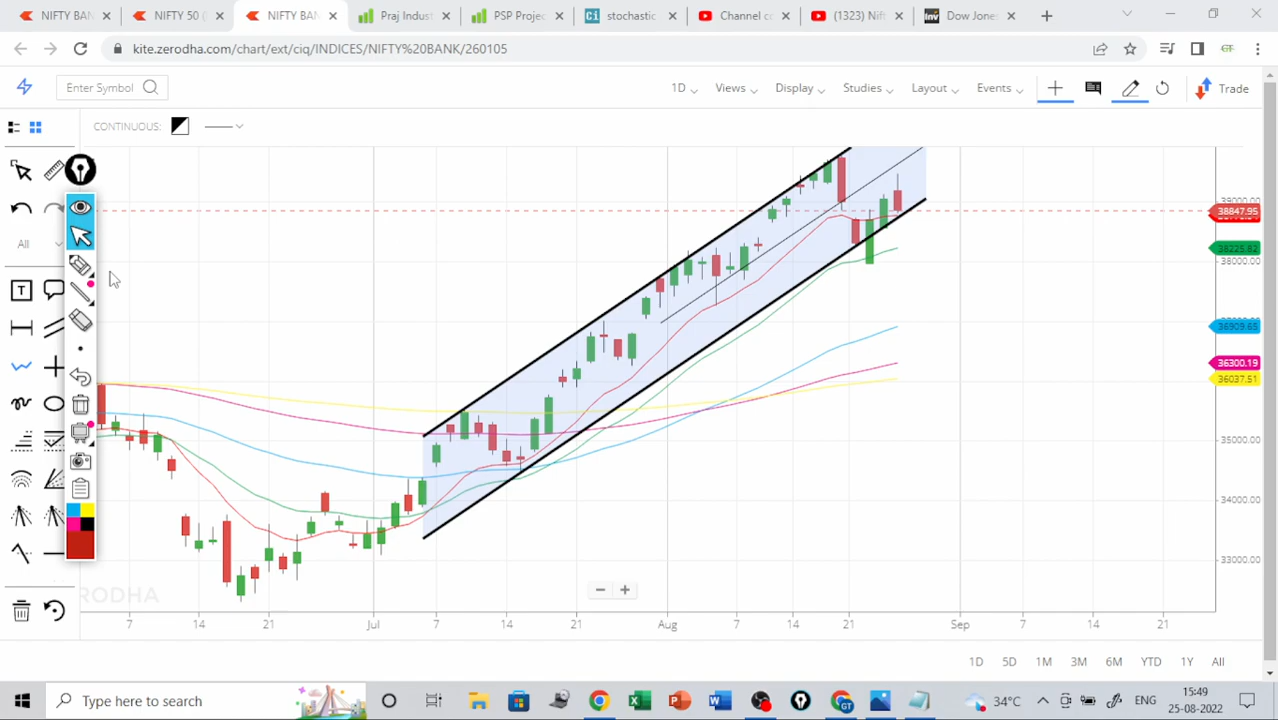 NIFTY BAN
NIFTY 50 (
NIFTY BAN
Praj Indust
PSP Projec
stochastic
Channel co
(1323) Nif
Dow Jones
kite.zerodha.com/chart/ext/ciq/INDICES/NIFTY%20BANK/260105
Enter Symbol
1D
Views
Display
Studies
Layout
Events
Trade
CONTINUOUS:
All
39000.00
38847.95
38225.82
38000.00
36909.65
36300.19
36037.51
35000.00
34000.00
33000.00
RODHA
7
14
21
Jul
7
14
21
Aug
7
14
21
Sep
7
14
21
1D
5D
1M
3M
6M
YTD
1Y
All
Type here to search
34°C
ENG
15:49
25-08-2022